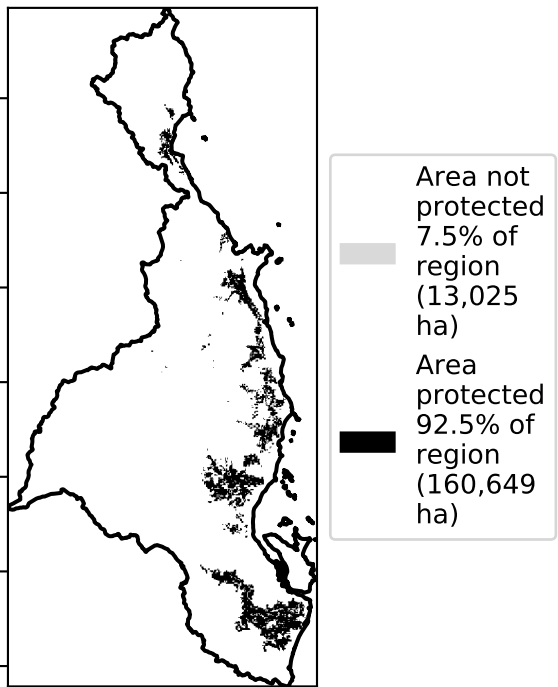 Area not
protected
7.5% of
region
(13,025
ha)
Area
protected
92.5% of
region
(160,649
ha)